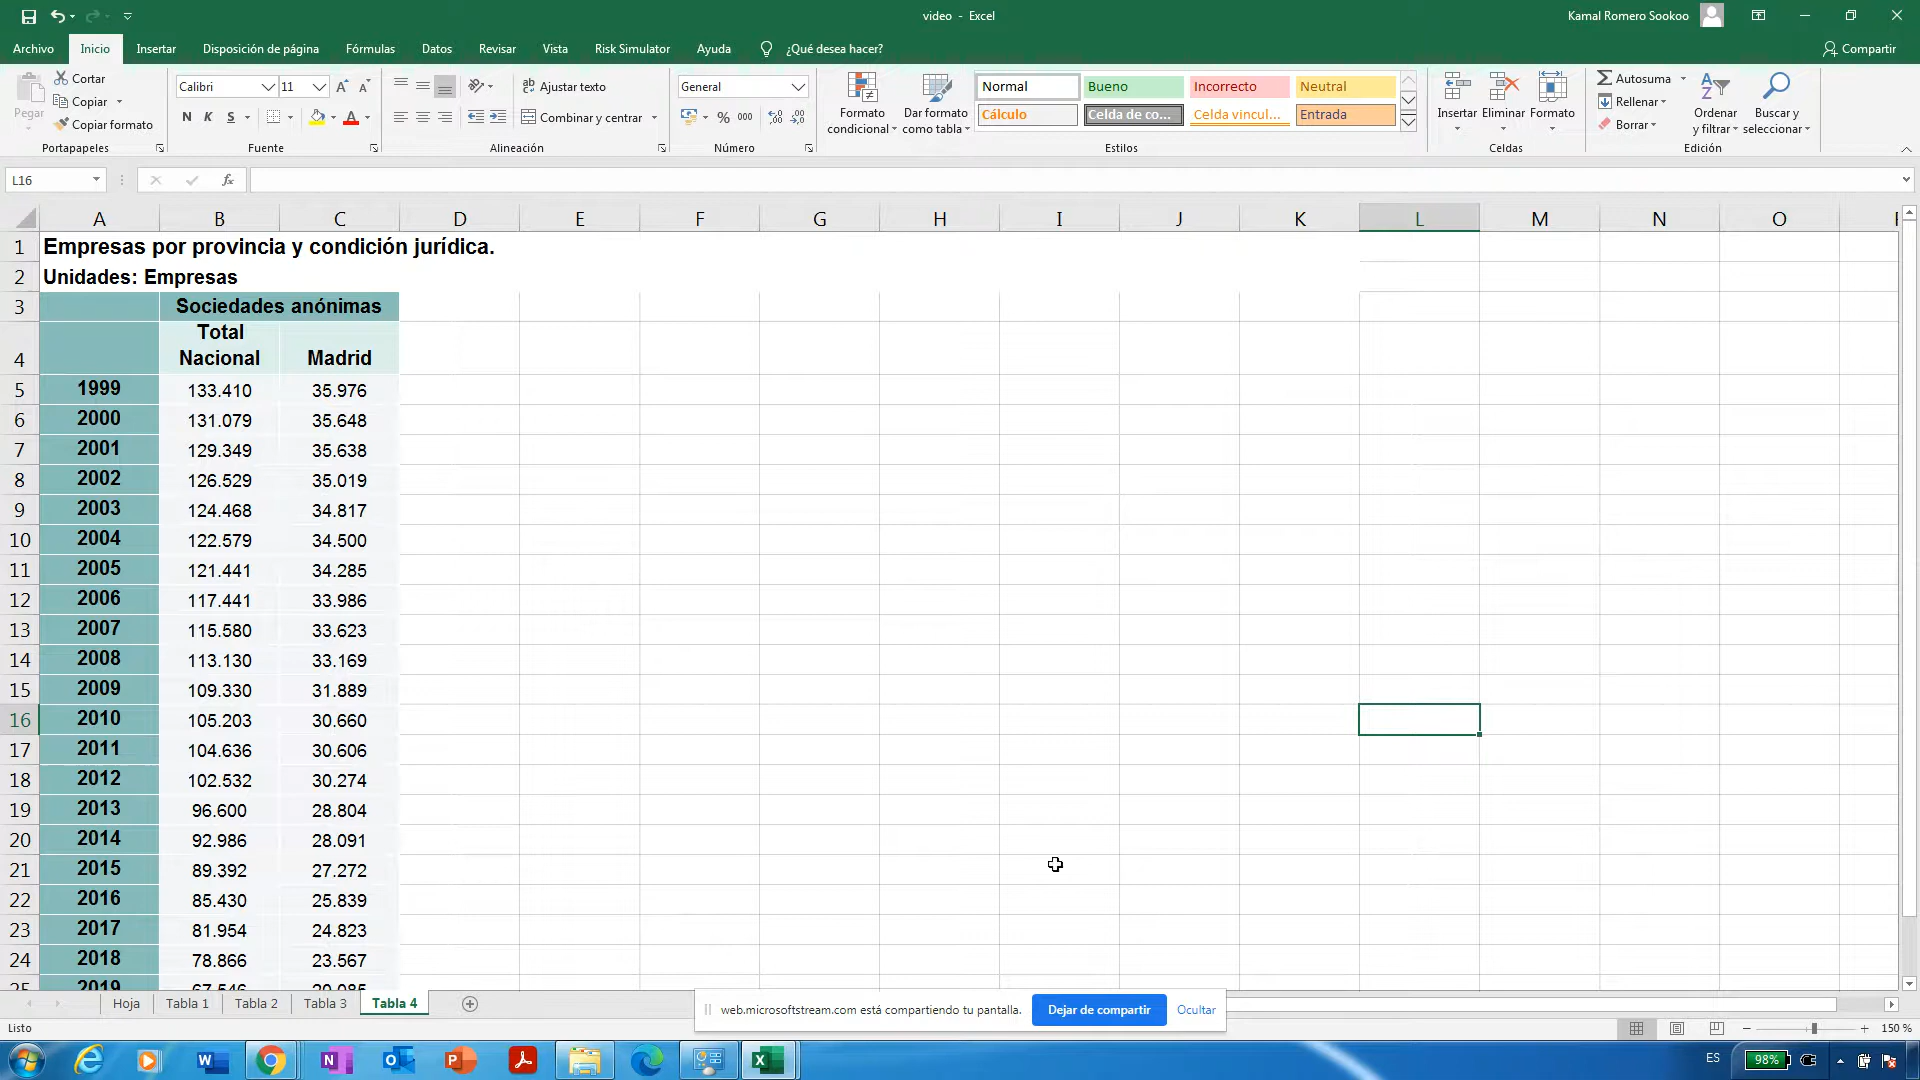 video - Excel
Kamal Romero Sookoo
Archivo Inicio Insertar Disposición de página Fórmulas Datos Revisar Vista Risk Simulator Ayuda ¿Qué desea hacer? Compartir
Pegar
Cortar
Copiar
Copiar formato
Portapapeles
Calibri 11
N K S
Fuente
Ajustar texto
Combinar y centrar
Alineación
General
% 000
Número
Formato condicional
Dar formato como tabla
Normal Bueno Incorrecto Neutral
Cálculo Celda de co... Celda vincul... Entrada
Estilos
Insertar Eliminar Formato
Celdas
Autosuma
Rellenar
Borrar
Ordenar y filtrar
Buscar y seleccionar
Edición
L16
fx
A B C D E F G H I J K L M N O
1 Empresas por provincia y condición jurídica.
2 Unidades: Empresas
3 Sociedades anónimas
4 Total Nacional Madrid
5 1999 133.410 35.976
6 2000 131.079 35.648
7 2001 129.349 35.638
8 2002 126.529 35.019
9 2003 124.468 34.817
10 2004 122.579 34.500
11 2005 121.441 34.285
12 2006 117.441 33.986
13 2007 115.580 33.623
14 2008 113.130 33.169
15 2009 109.330 31.889
16 2010 105.203 30.660
17 2011 104.636 30.606
18 2012 102.532 30.274
19 2013 96.600 28.804
20 2014 92.986 28.091
21 2015 89.392 27.272
22 2016 85.430 25.839
23 2017 81.954 24.823
24 2018 78.866 23.567
25 2019 67.546 20.085
Hoja Tabla 1 Tabla 2 Tabla 3 Tabla 4
web.microsoftstream.com está compartiendo tu pantalla. Dejar de compartir Ocultar
Listo
150 %
ES
98%